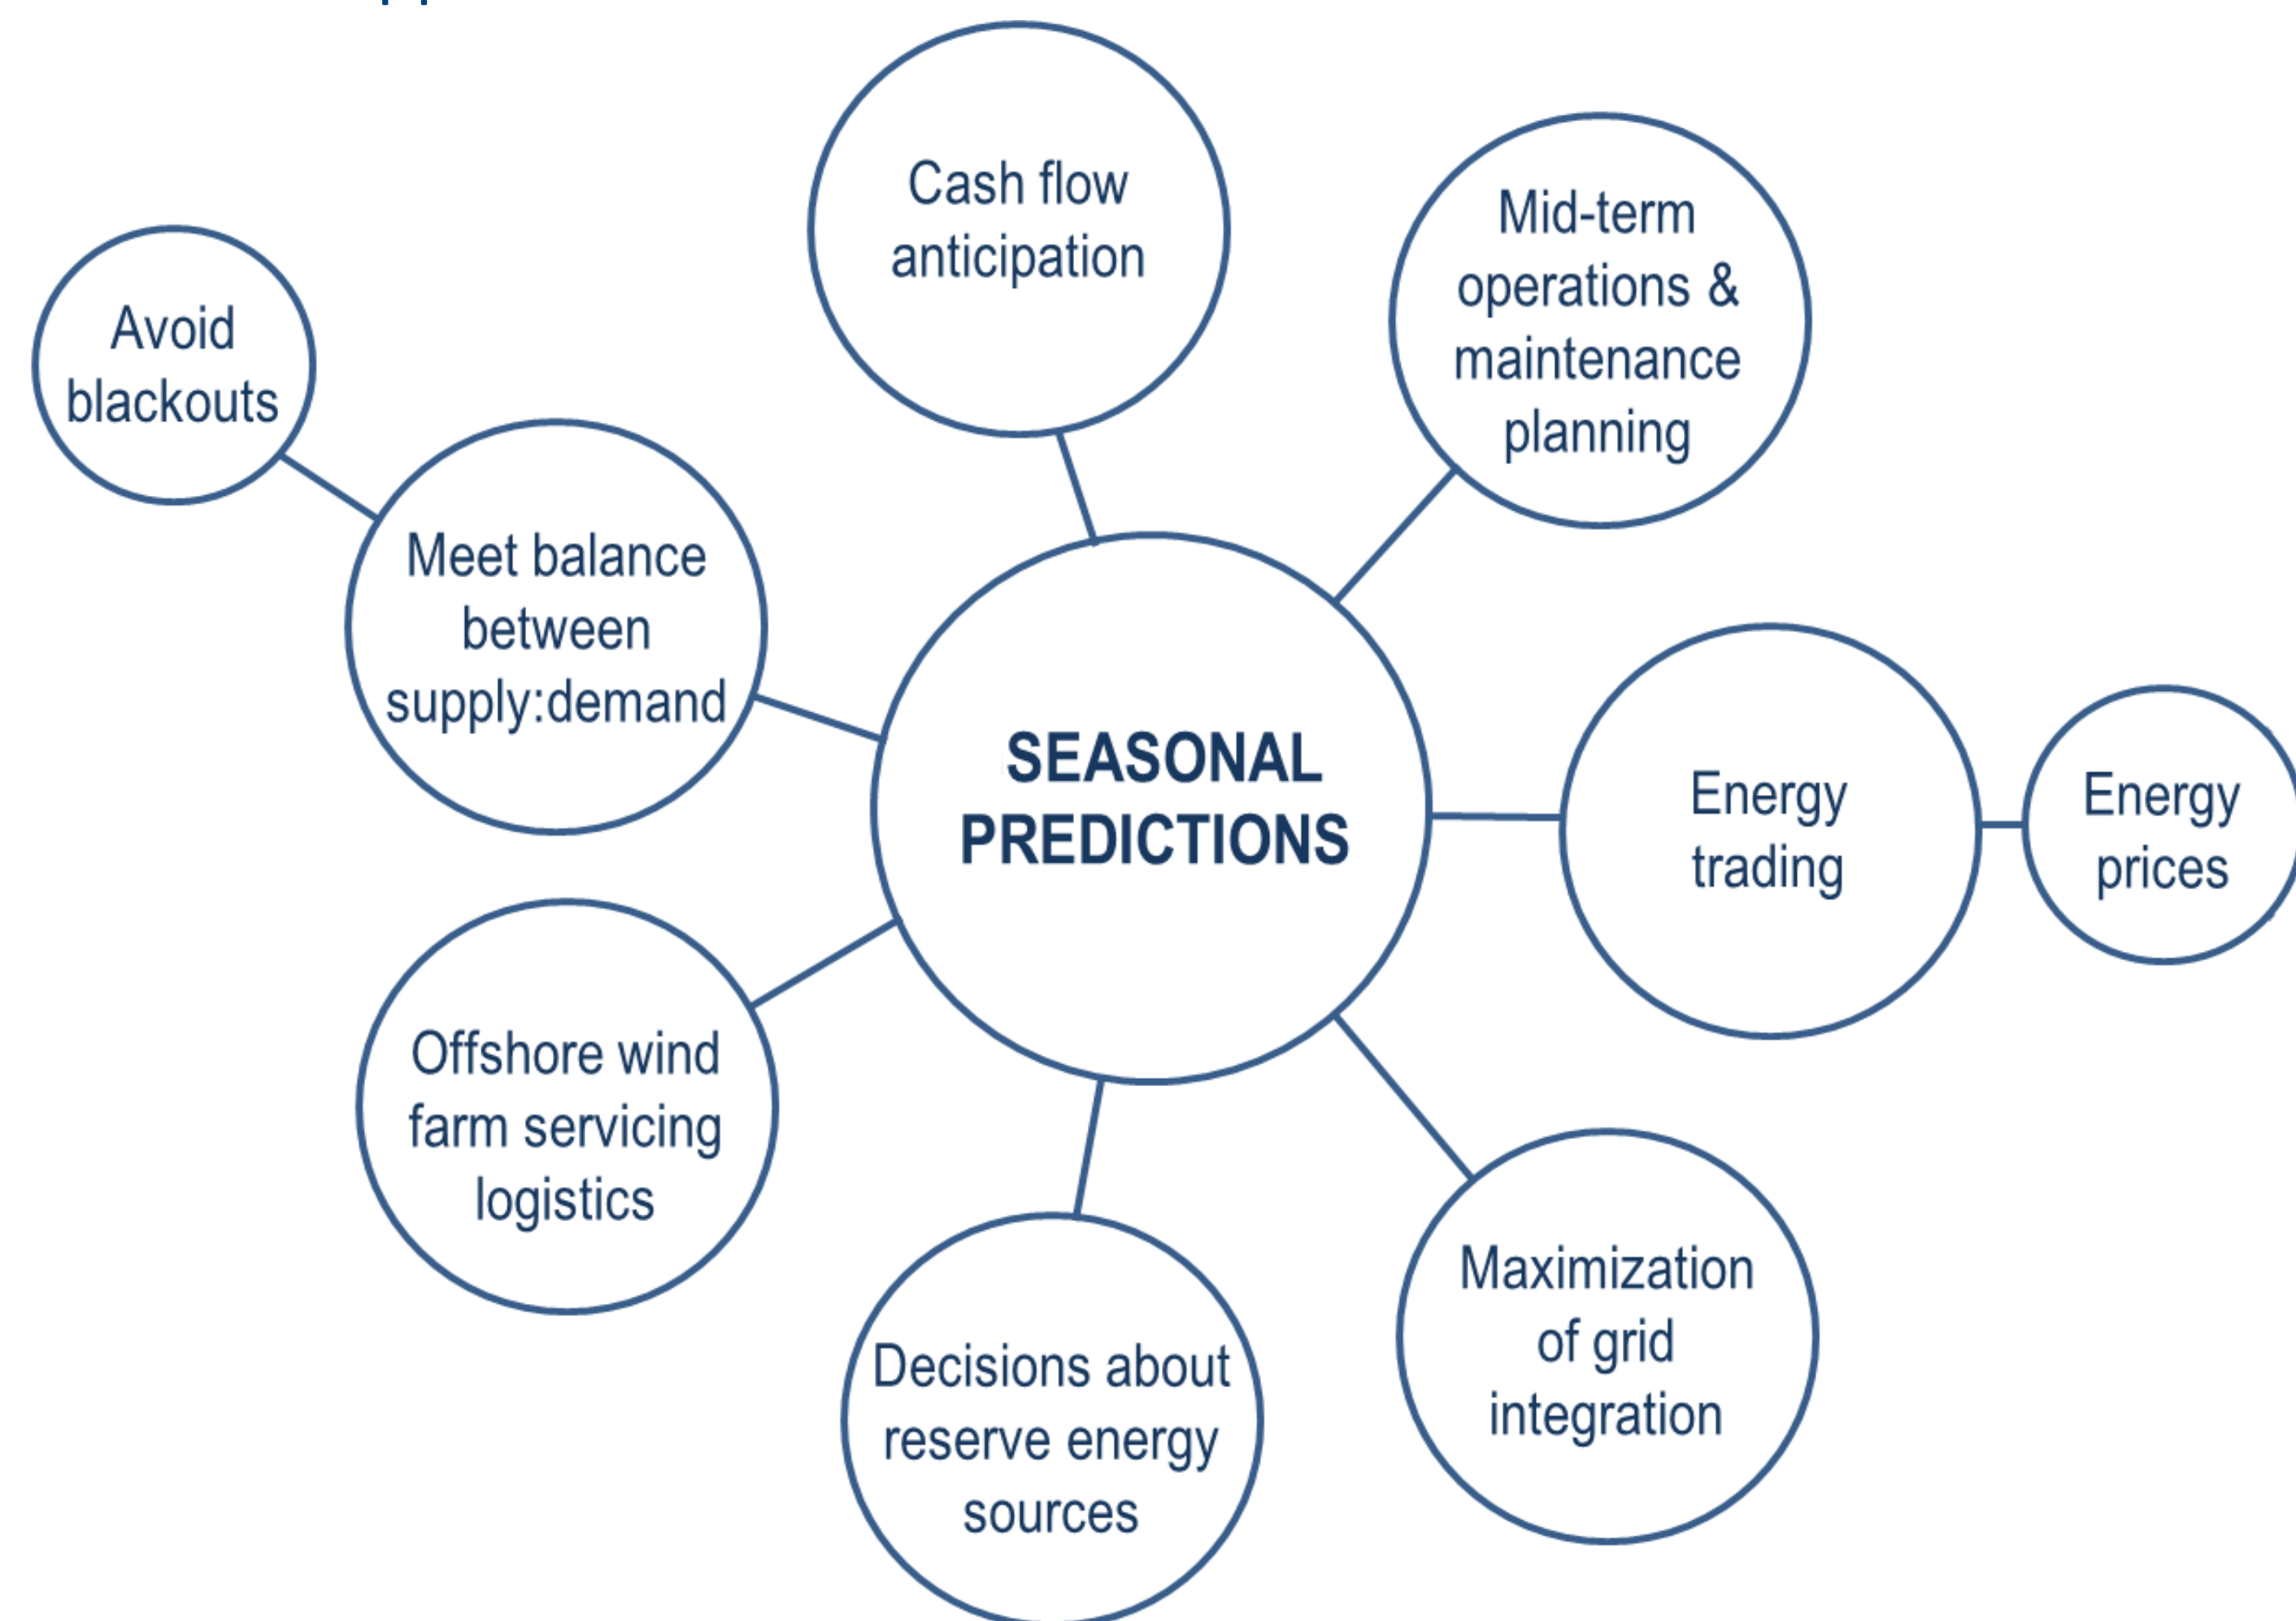 Cash flow
anticipation
Mid-term
operations &
maintenance
planning
Avoid
blackouts
Meet balance
between
supply:demand
SEASONAL
PREDICTIONS
Energy
trading
Energy
prices
Offshore wind
farm servicing
logistics
Decisions about
reserve energy
sources
Maximization
of grid
integration